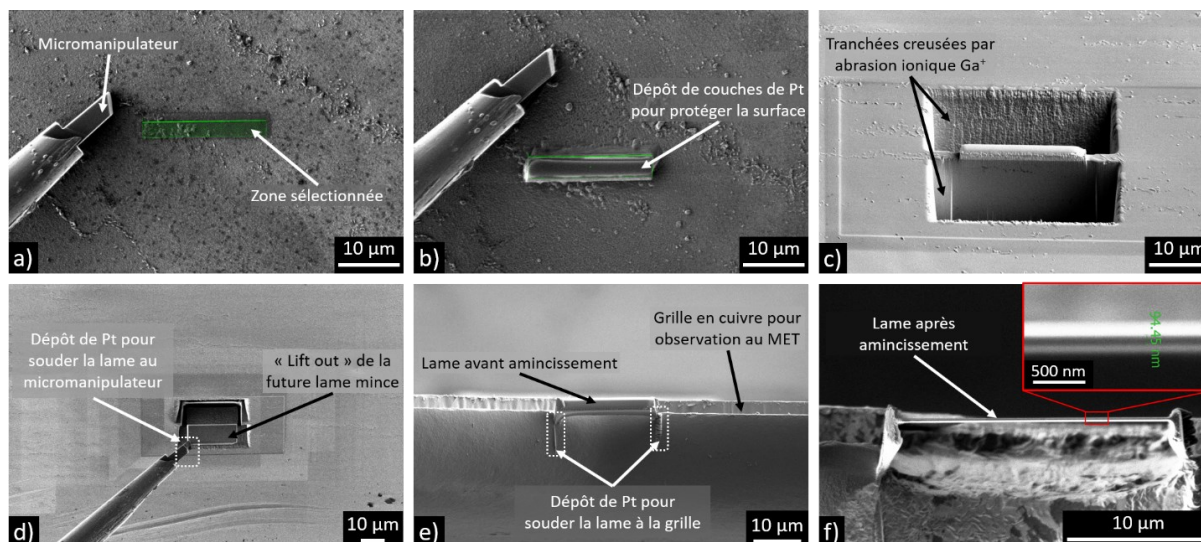 Micromanipulateur
Zone sélectionnée
a)
10 µm
Dépôt de couches de Pt
pour protéger la surface
b)
10 µm
Tranchées creusées par
abrasion ionique Ga⁺
c)
10 µm
Dépôt de Pt pour
souder la lame au
micromanipulateur
« Lift out » de la
future lame mince
d)
10 µm
Grille en cuivre pour
observation au MET
Lame avant amincissement
Dépôt de Pt pour
souder la lame à la grille
e)
10 µm
Lame après
amincissement
94.45 nm
500 nm
f)
10 µm